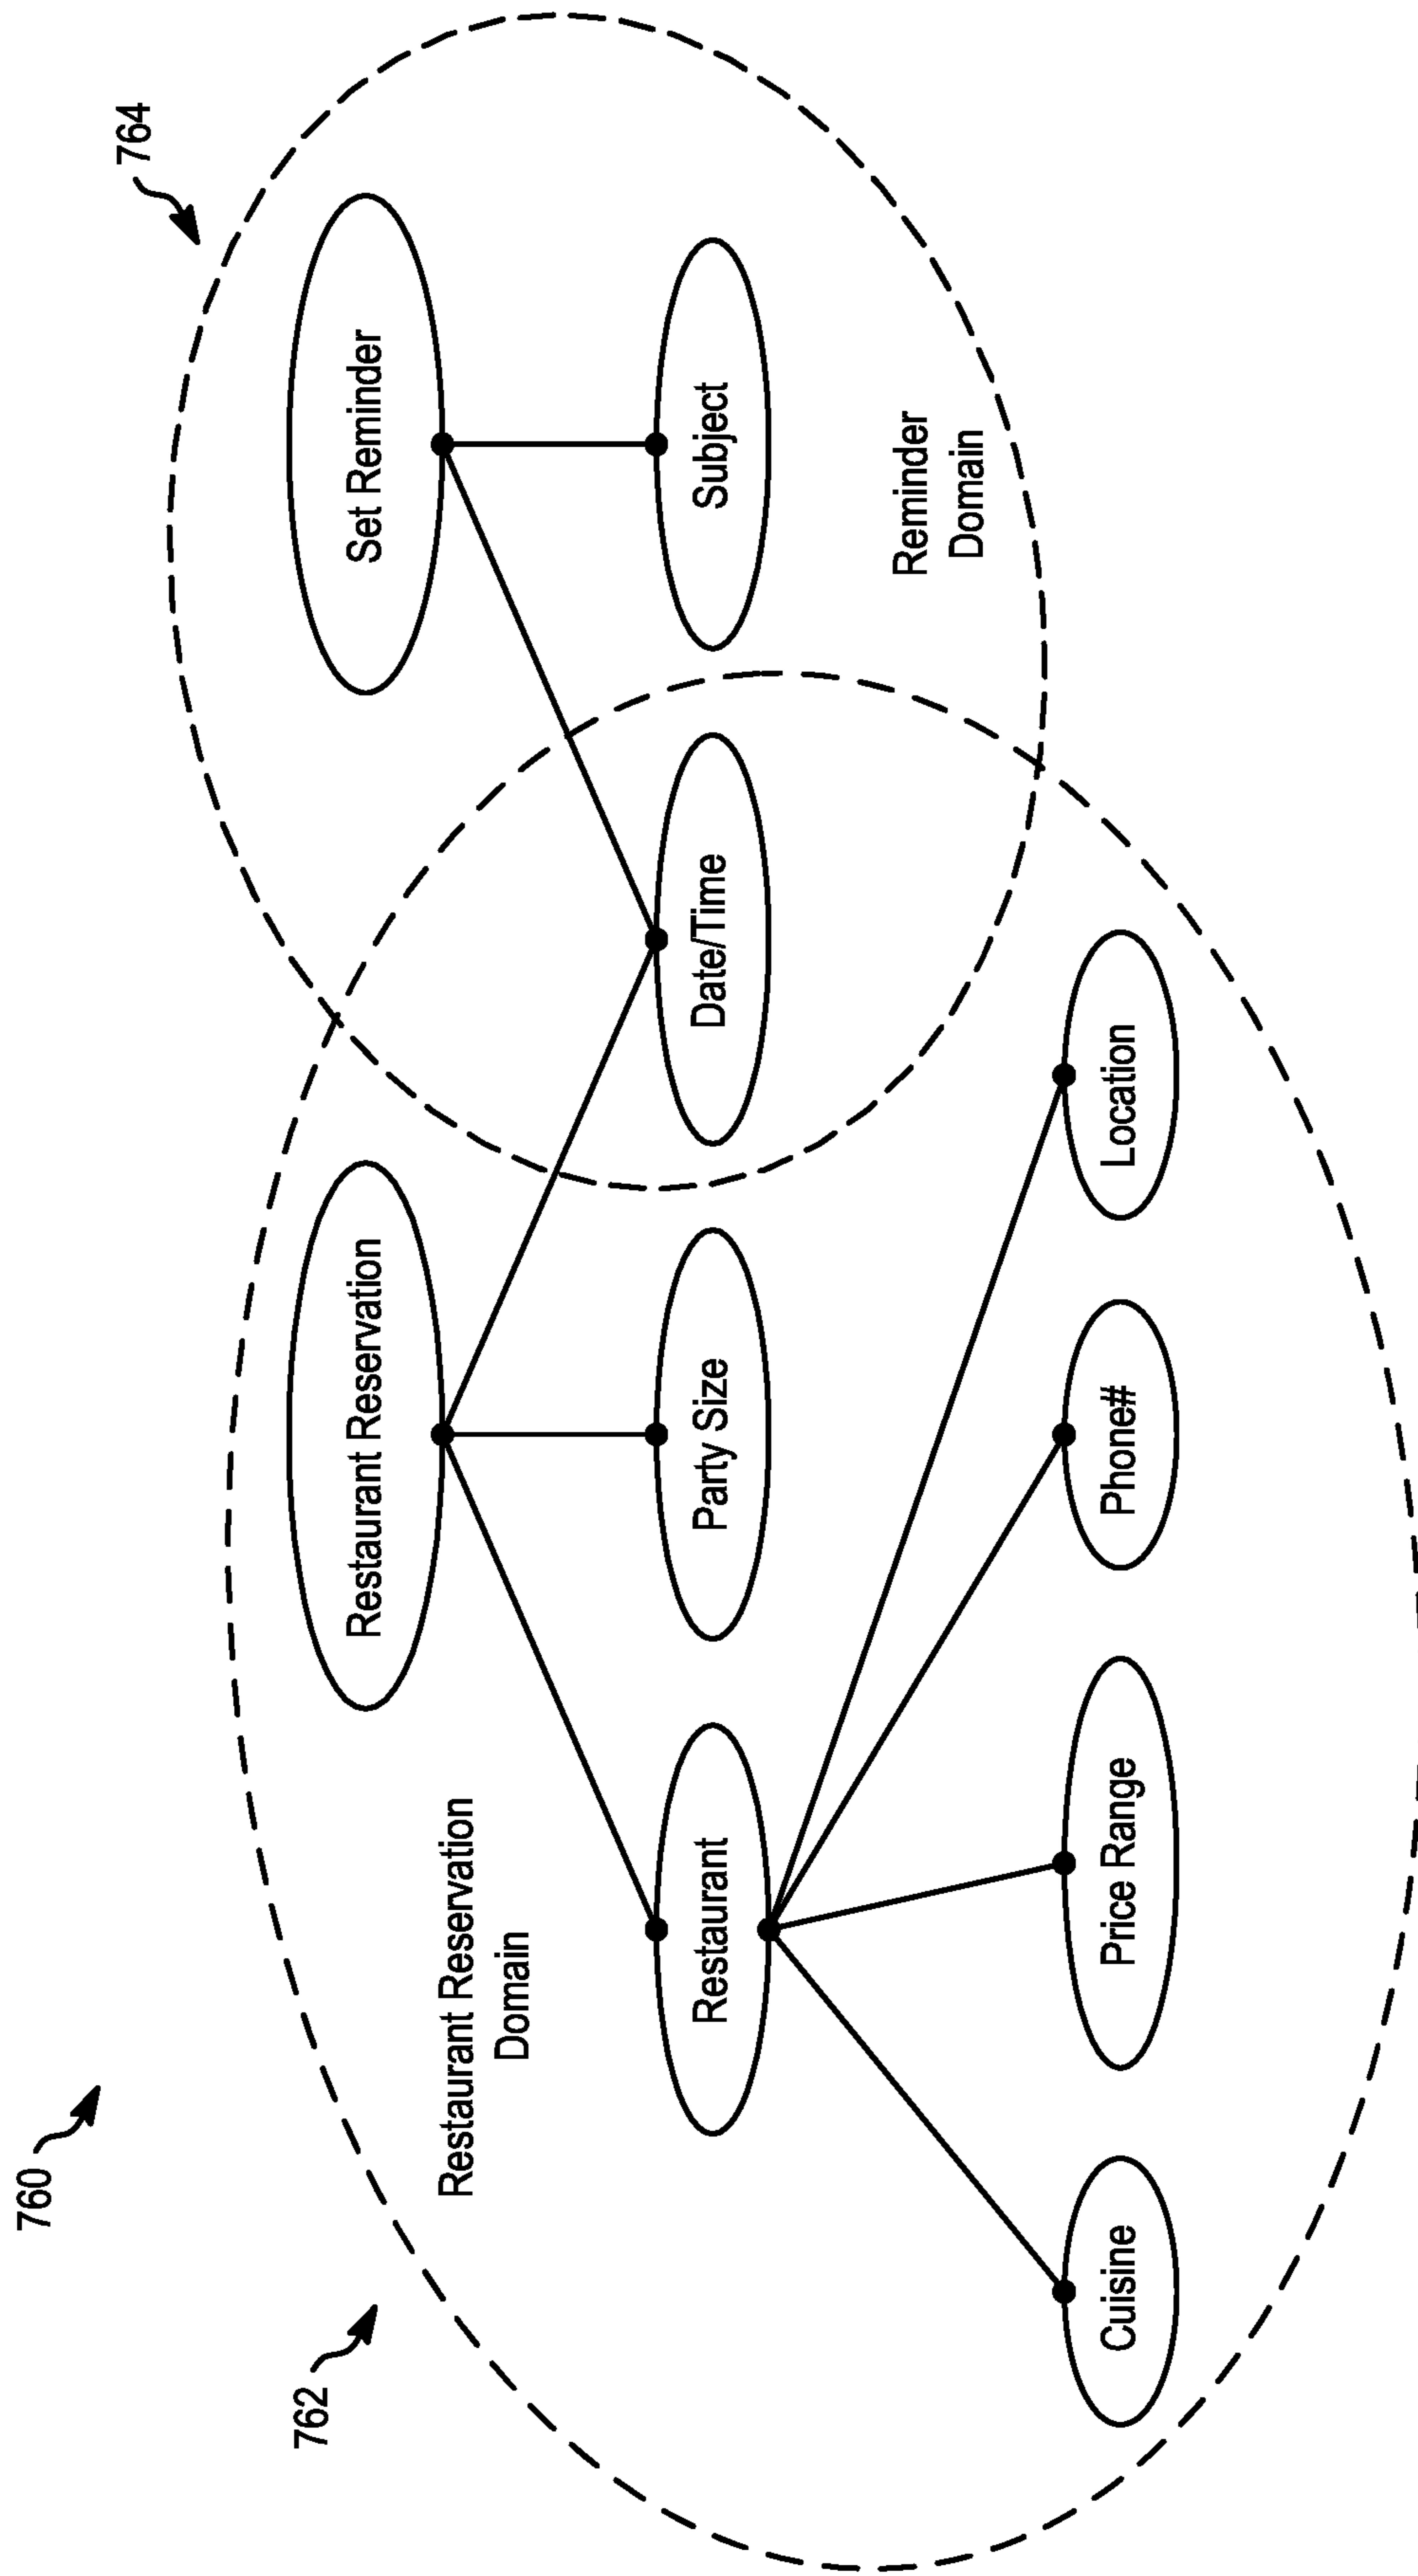 760
762
764
Restaurant Reservation
Set Reminder
Restaurant Reservation
Domain
Restaurant
Party Size
Date/Time
Subject
Reminder
Domain
Cuisine
Price Range
Phone#
Location